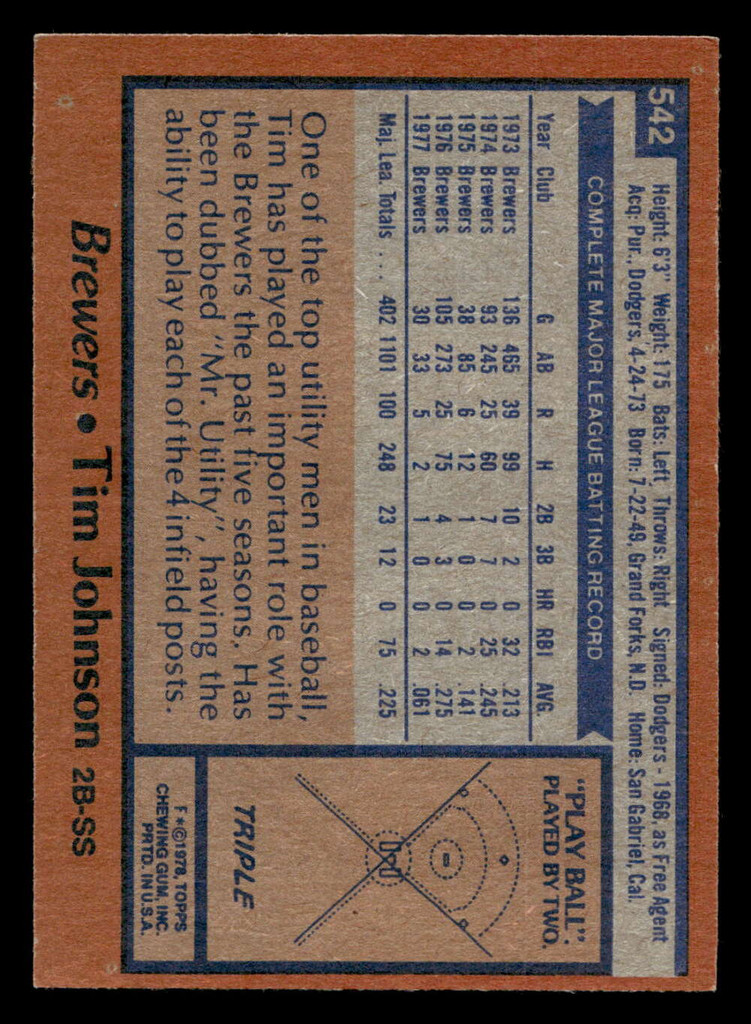 542
Height: 6'3" Weight: 175 Bats: Left Throws: Right Signed: Dodgers - 1968, as Free Agent
Acq: Pur., Dodgers, 4-24-73 Born: 7-22-49, Grand Forks, N.D. Home: San Gabriel, Cal.
COMPLETE MAJOR LEAGUE BATTING RECORD
Year Club G AB R H 2B 3B HR RBI AVG.
1973 Brewers 136 465 39 99 10 2 0 32 .213
1974 Brewers 93 245 25 60 7 7 0 25 .245
1975 Brewers 38 85 6 12 1 0 0 2 .141
1976 Brewers 105 273 25 75 4 3 0 14 .275
1977 Brewers 30 33 5 2 1 0 0 2 .061
Maj. Lea. Totals ... 402 1101 100 248 23 12 0 75 .225
One of the top utility men in baseball,
Tim has played an important role with
the Brewers the past five seasons. Has
been dubbed "Mr. Utility", having the
ability to play each of the 4 infield posts.
"PLAY BALL":
PLAYED BY TWO.
TRIPLE
F*©1978, TOPPS
CHEWING GUM, INC.
PRTD. IN U.S.A.
Brewers • Tim Johnson 2B-SS